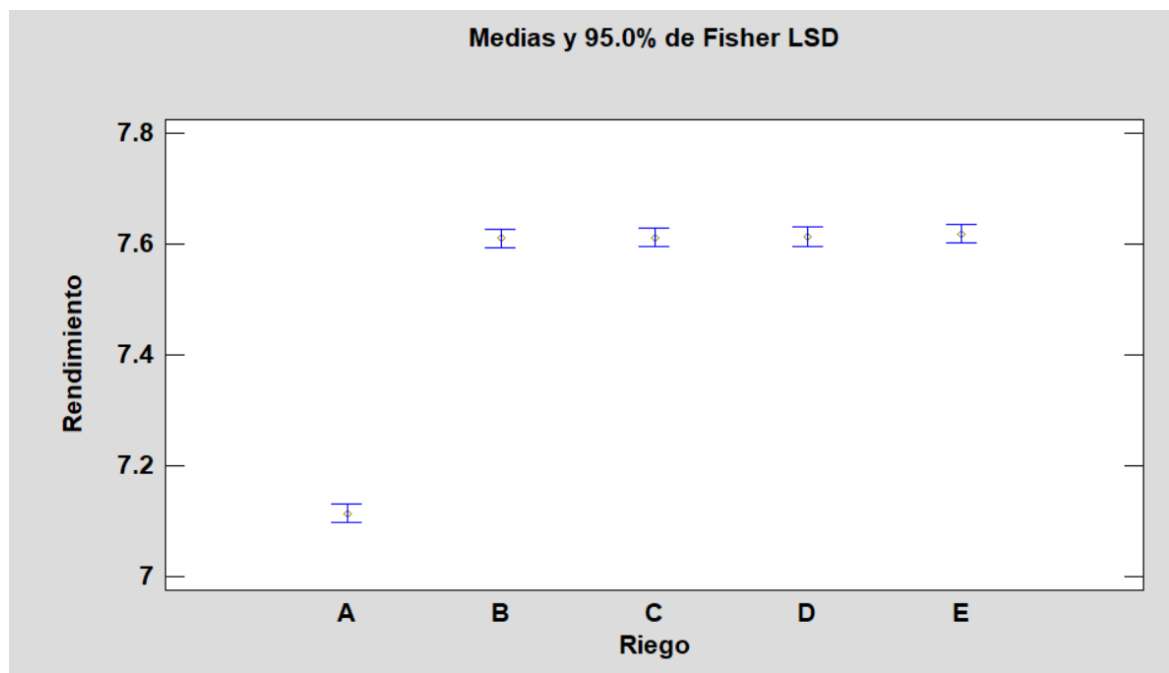 Medias y 95.0% de Fisher LSD
7.8
7.6
7.4
7.2
7
Rendimiento
A B C D E
Riego